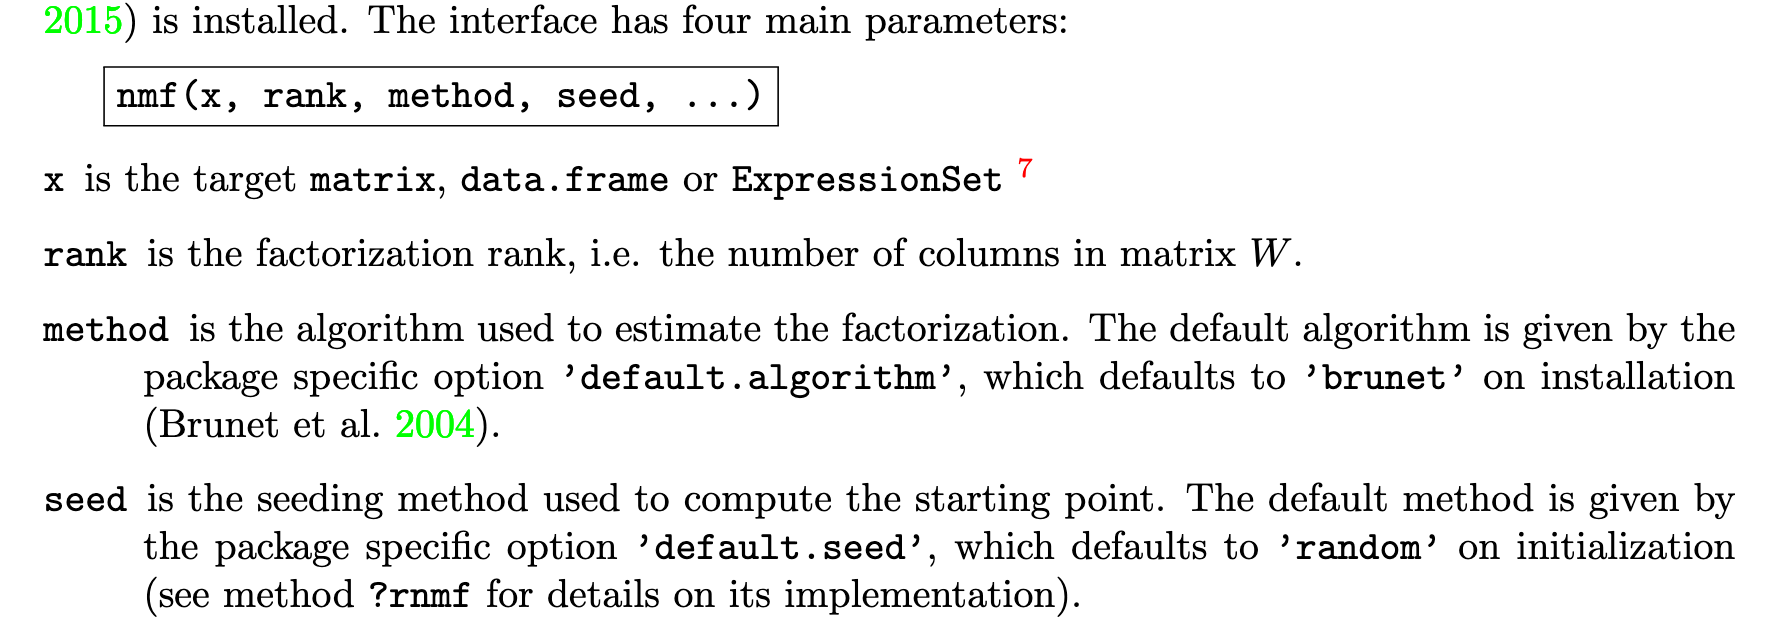 2015) is installed. The interface has four main parameters:
nmf(x, rank, method, seed, ...)
x is the target matrix, data.frame or ExpressionSet 7
rank is the factorization rank, i.e. the number of columns in matrix W.
method is the algorithm used to estimate the factorization. The default algorithm is given by the
package specific option ’default.algorithm’, which defaults to ’brunet’ on installation
(Brunet et al. 2004).
seed is the seeding method used to compute the starting point. The default method is given by
the package specific option ’default.seed’, which defaults to ’random’ on initialization
(see method ?rnmf for details on its implementation).